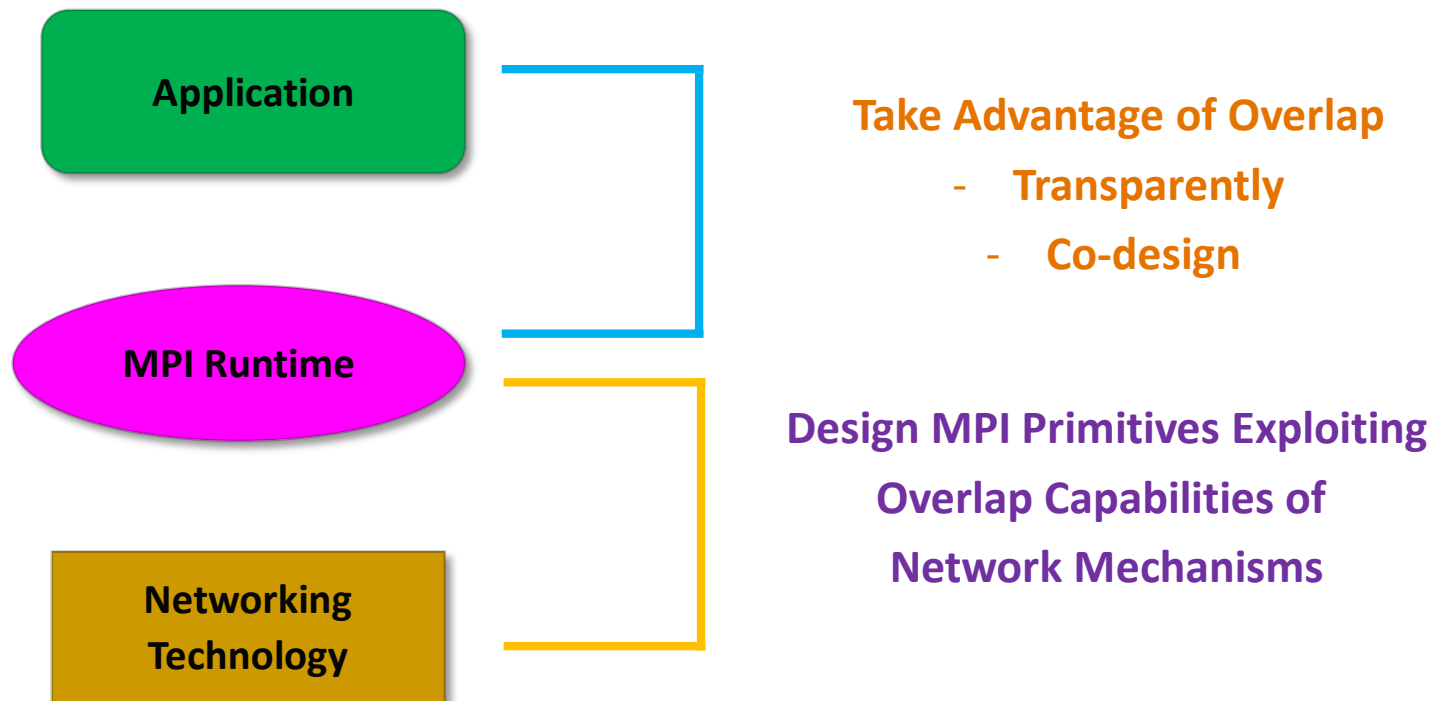 Application
Take Advantage of Overlap
- Transparently
- Co-design
MPI Runtime
Design MPI Primitives Exploiting
Overlap Capabilities of
Network Mechanisms
Networking
Technology